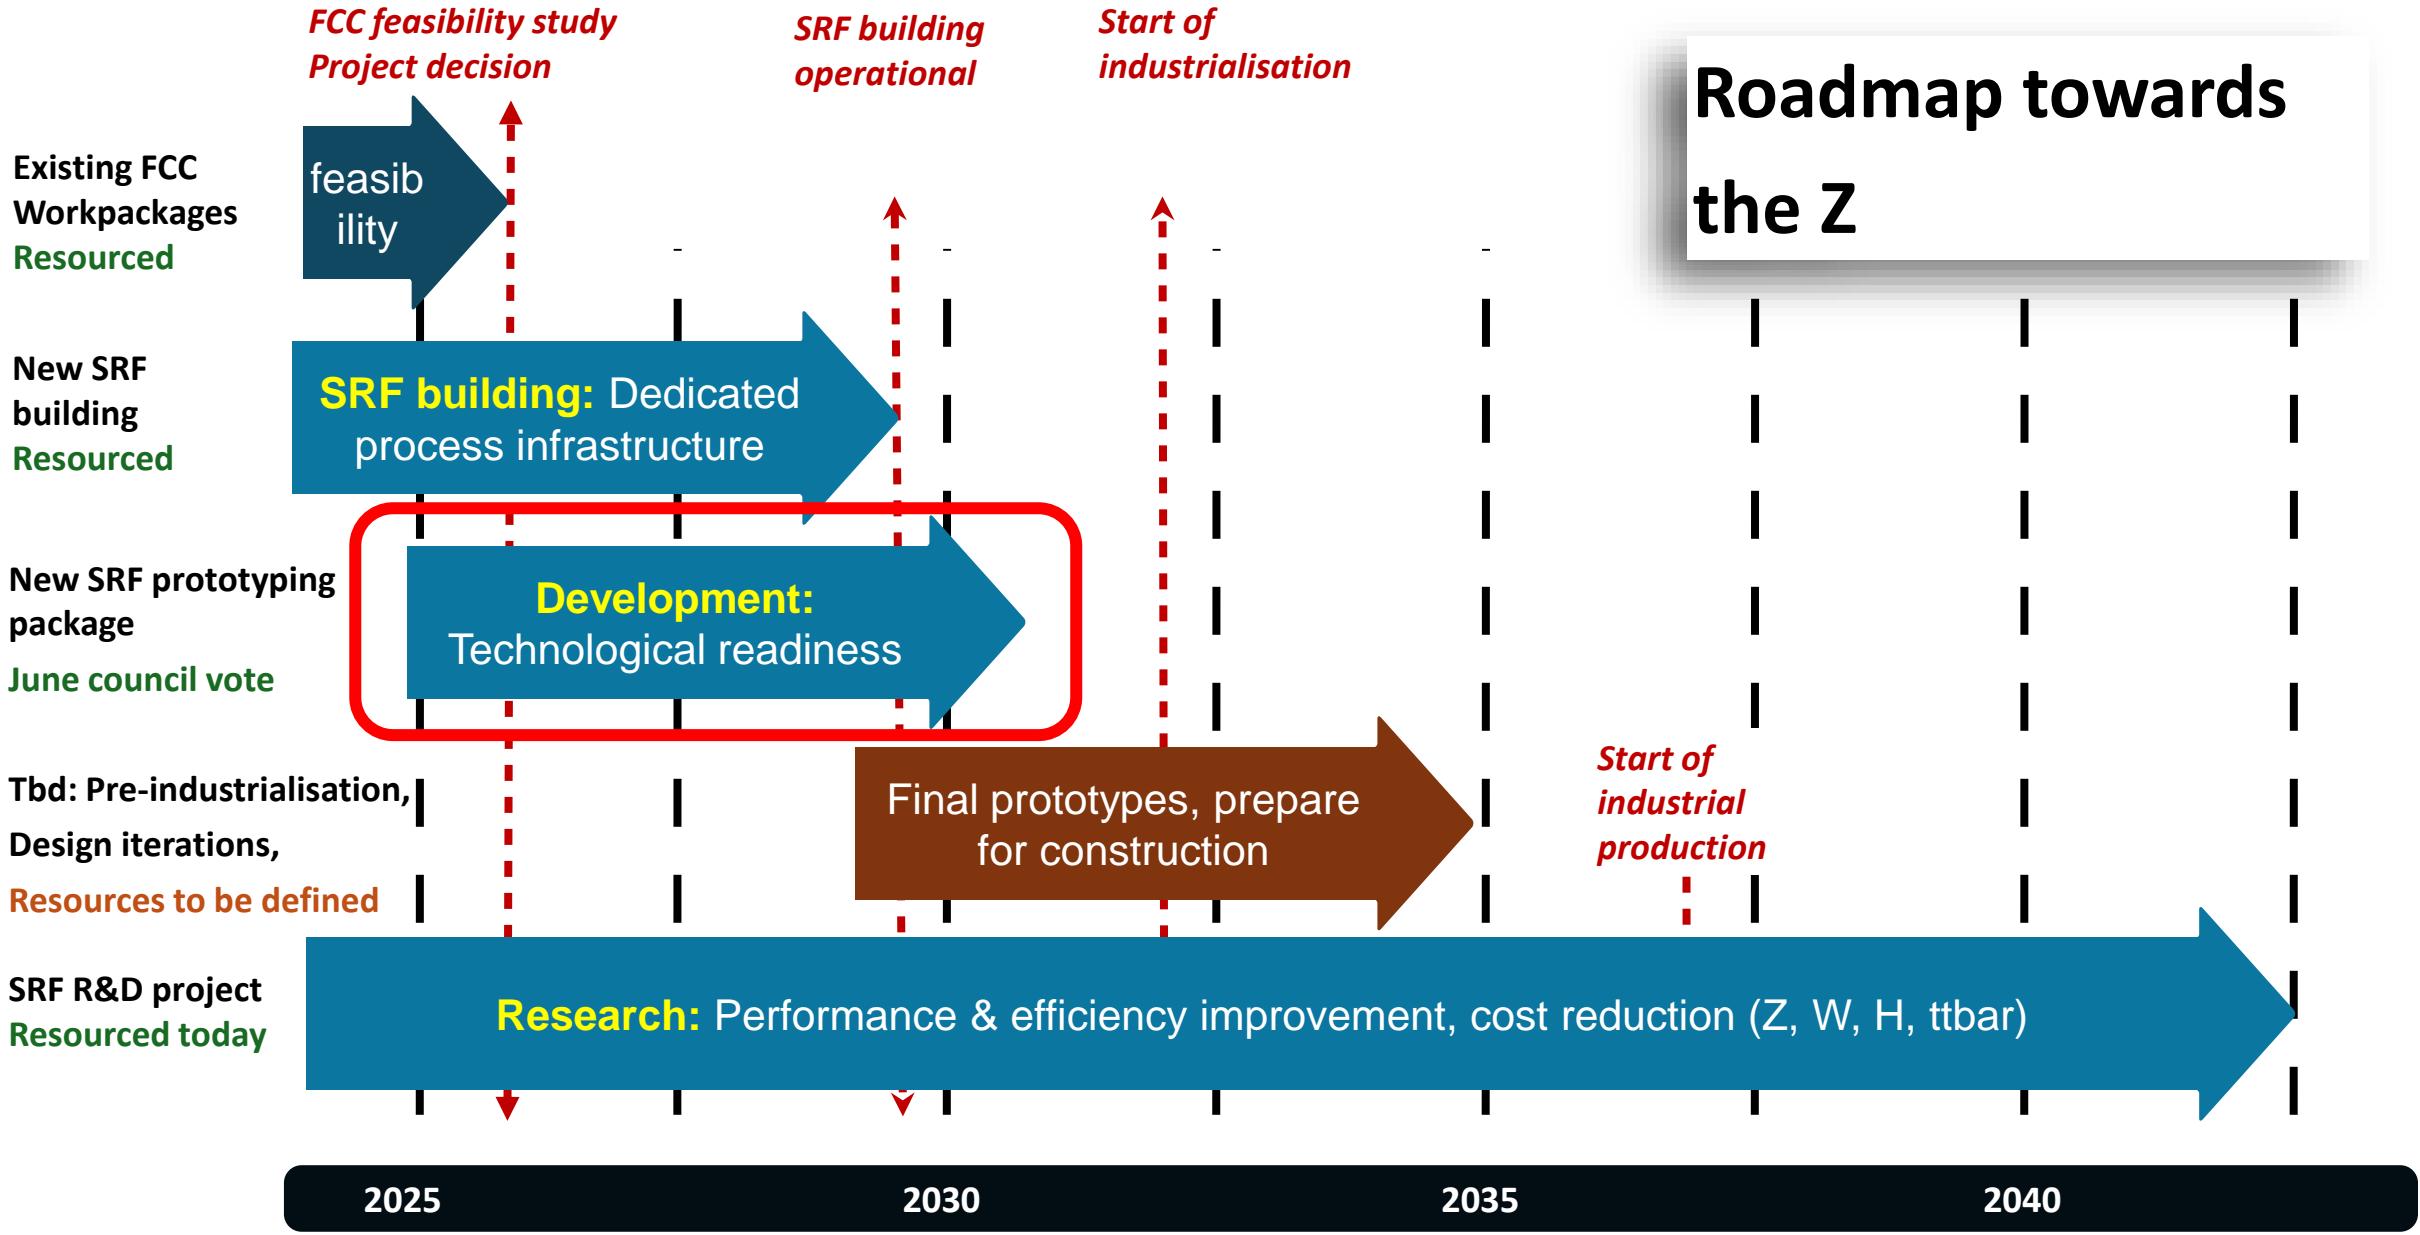 FCC feasibility study
Project decision
SRF building
operational
Start of
industrialisation
Roadmap towards
the Z
Existing FCC
Workpackages
Resourced
feasib
ility
New SRF
building
Resourced
SRF building: Dedicated
process infrastructure
New SRF prototyping
package
June council vote
Development:
Technological readiness
Tbd: Pre-industrialisation,
Design iterations,
Resources to be defined
Final prototypes, prepare
for construction
Start of
industrial
production
SRF R&D project
Resourced today
Research: Performance & efficiency improvement, cost reduction (Z, W, H, ttbar)
2025 2030 2035 2040